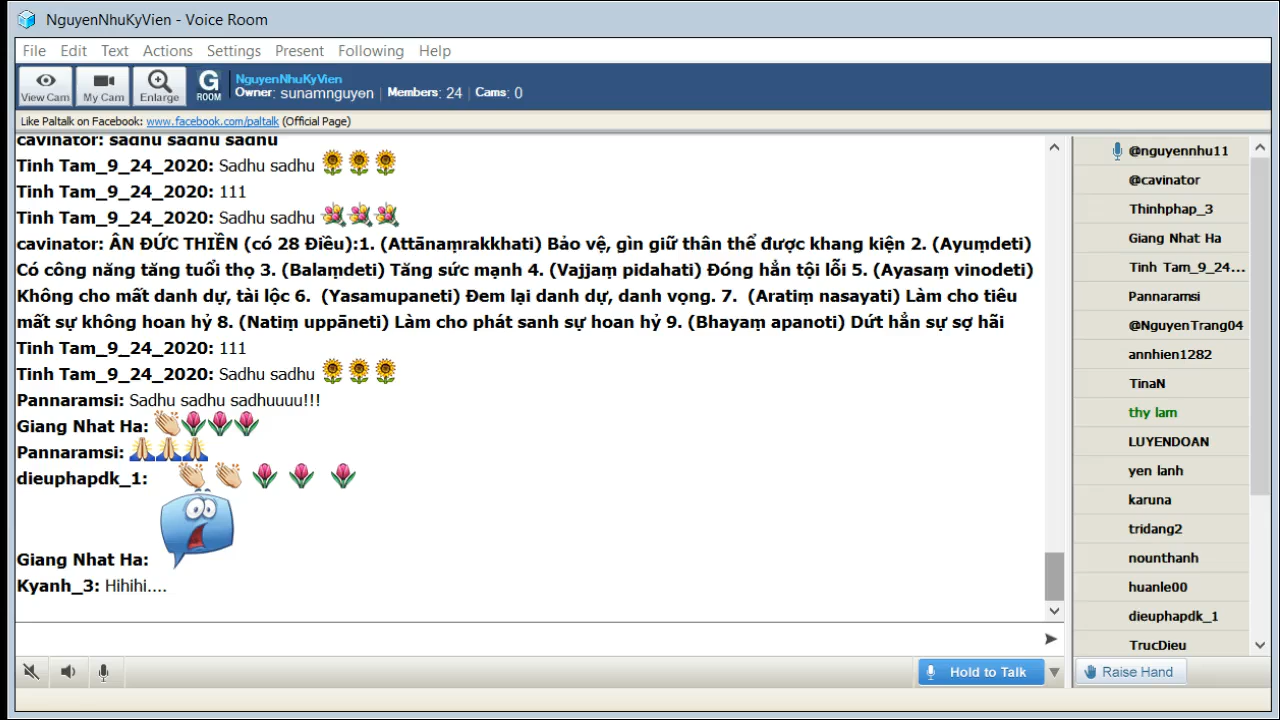 NguyenNhuKyVien - Voice Room
File Edit Text Actions Settings Present Following Help
View Cam My Cam Enlarge G ROOM NguyenNhuKyVien
Owner: sunamnguyen | Members: 24 | Cams: 0
Like Paltalk on Facebook: www.facebook.com/paltalk (Official Page)
cavinator: sadhu sadhu sadhu
Tinh Tam_9_24_2020: Sadhu sadhu
Tinh Tam_9_24_2020: 111
Tinh Tam_9_24_2020: Sadhu sadhu
cavinator: ÂN ĐỨC THIỀN (có 28 Điều):1. (Attānaṃrakkhati) Bảo vệ, gìn giữ thân thể được khang kiện 2. (Ayuṃdeti)
Có công năng tăng tuổi thọ 3. (Balaṃdeti) Tăng sức mạnh 4. (Vajjaṃ pidahati) Đóng hẳn tội lỗi 5. (Ayasaṃ vinodeti)
Không cho mất danh dự, tài lộc 6. (Yasamupaneti) Đem lại danh dự, danh vọng. 7. (Aratiṃ nasayati) Làm cho tiêu
mất sự không hoan hỷ 8. (Natiṃ uppāneti) Làm cho phát sanh sự hoan hỷ 9. (Bhayaṃ apanoti) Dứt hẳn sự sợ hãi
Tinh Tam_9_24_2020: 111
Tinh Tam_9_24_2020: Sadhu sadhu
Pannaramsi: Sadhu sadhu sadhuuuu!!!
Giang Nhat Ha:
Pannaramsi:
dieuphapdk_1:
Giang Nhat Ha:
Kyanh_3: Hihihi....
@nguyennhu11
@cavinator
Thinhphap_3
Giang Nhat Ha
Tinh Tam_9_24...
Pannaramsi
@NguyenTrang04
annhien1282
TinaN
thy lam
LUYENDOAN
yen lanh
karuna
tridang2
nounthanh
huanle00
dieuphapdk_1
TrucDieu
Hold to Talk
Raise Hand